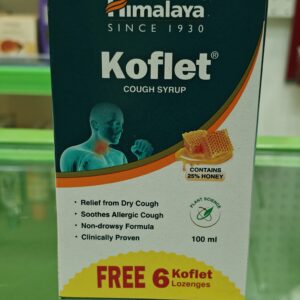 Himalaya
SINCE 1930
Koflet®
COUGH SYRUP
CONTAINS
25% HONEY
• Relief from Dry Cough
• Soothes Allergic Cough
• Non-drowsy Formula
• Clinically Proven
PLANT SCIENCE
100 ml
FREE 6 Koflet
Lozenges